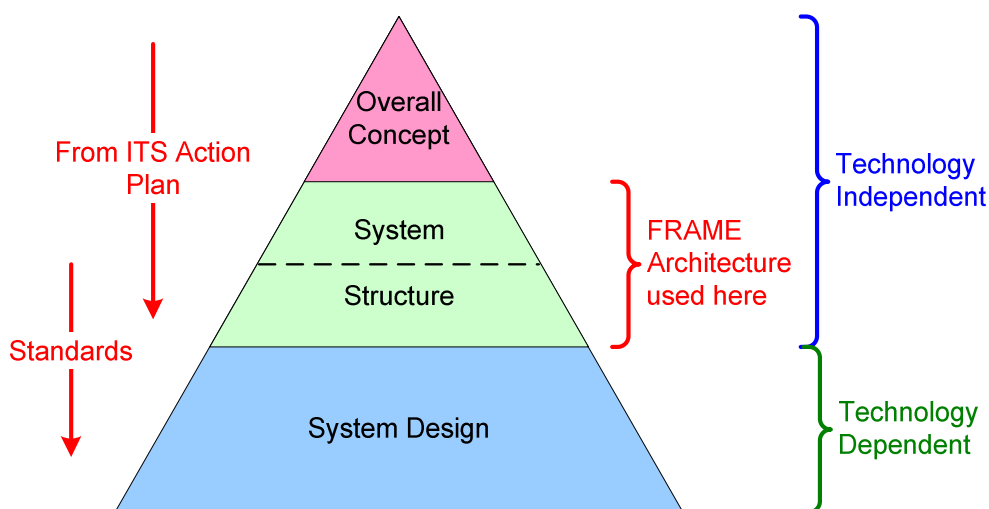 Overall
Concept
From ITS Action
Plan
Technology
Independent
System
FRAME
Architecture
used here
Structure
Standards
System Design
Technology
Dependent